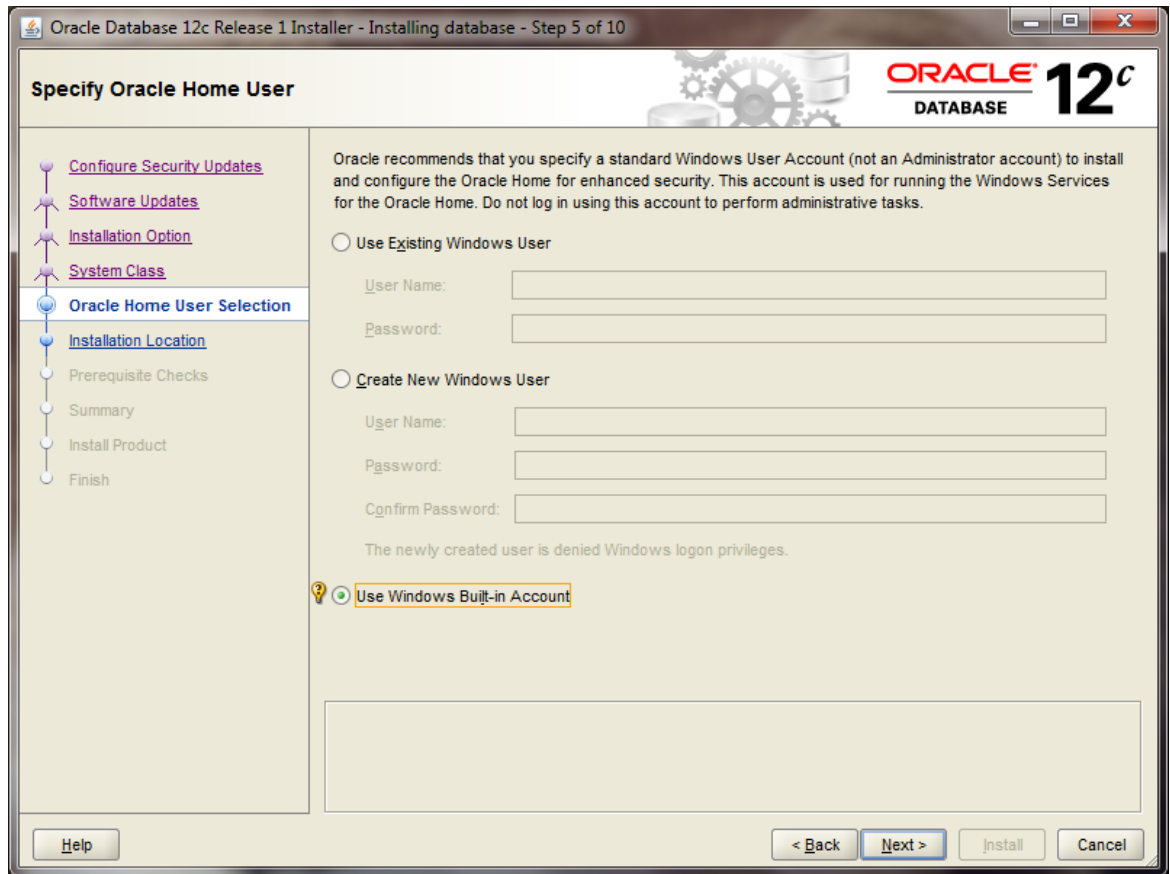 Oracle Database 12c Release 1 Installer - Installing database - Step 5 of 10
Specify Oracle Home User
ORACLE
DATABASE
12c
Configure Security Updates
Software Updates
Installation Option
System Class
Oracle Home User Selection
Installation Location
Prerequisite Checks
Summary
Install Product
Finish
Oracle recommends that you specify a standard Windows User Account (not an Administrator account) to install
and configure the Oracle Home for enhanced security. This account is used for running the Windows Services
for the Oracle Home. Do not log in using this account to perform administrative tasks.
Use Existing Windows User
User Name:
Password:
Create New Windows User
User Name:
Password:
Confirm Password:
The newly created user is denied Windows logon privileges.
Use Windows Built-in Account
Help
< Back
Next >
Install
Cancel